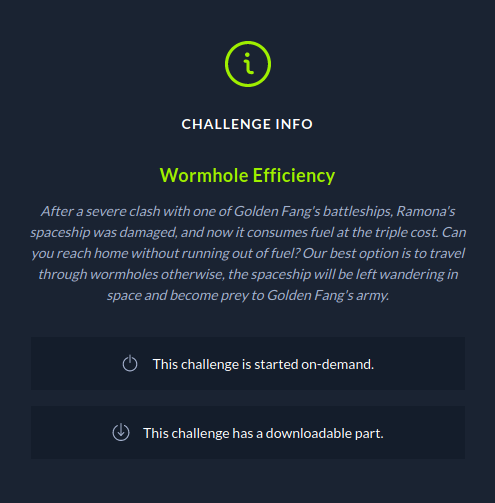 CHALLENGE INFO
Wormhole Efficiency
After a severe clash with one of Golden Fang's battleships, Ramona's
spaceship was damaged, and now it consumes fuel at the triple cost. Can
you reach home without running out of fuel? Our best option is to travel
through wormholes otherwise, the spaceship will be left wandering in
space and become prey to Golden Fang's army.
This challenge is started on-demand.
This challenge has a downloadable part.